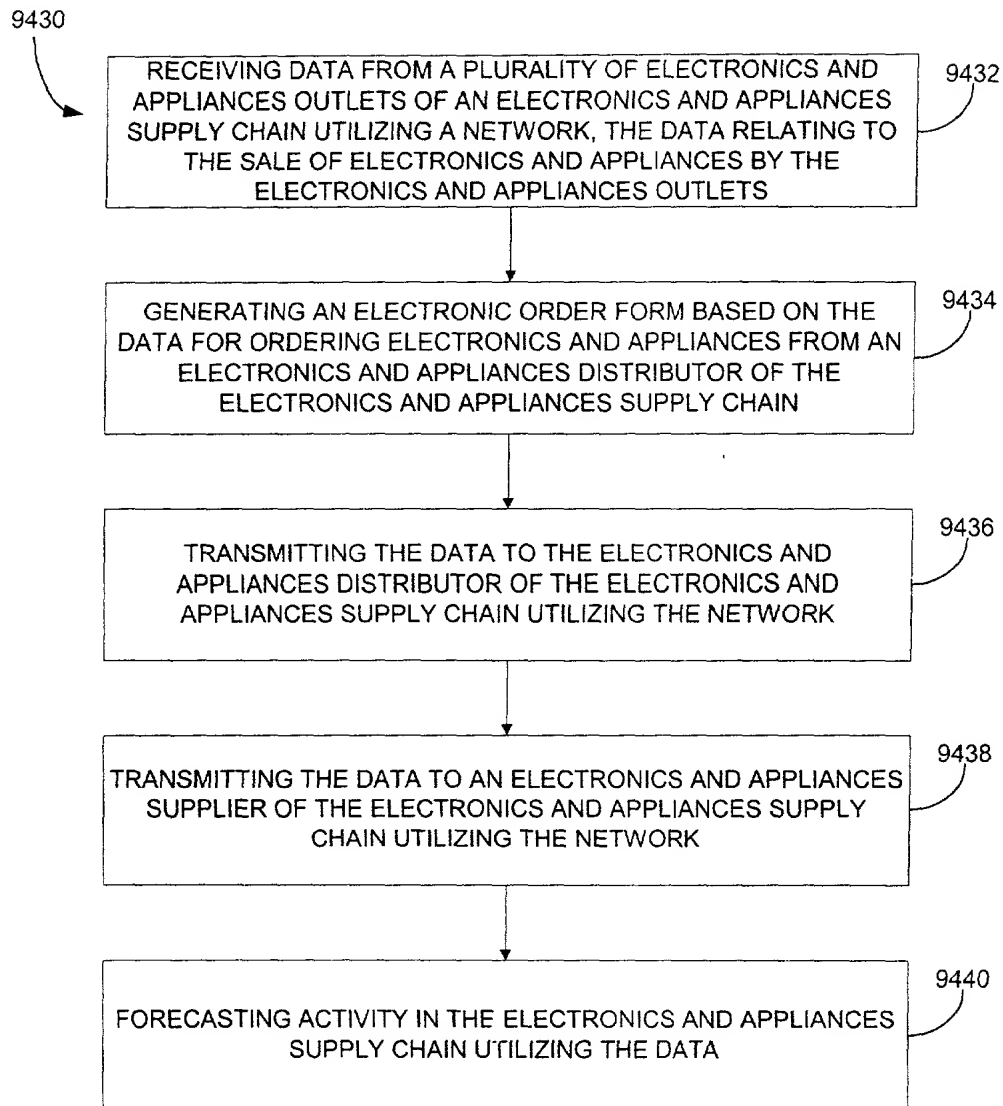 9430
RECEIVING DATA FROM A PLURALITY OF ELECTRONICS AND
APPLIANCES OUTLETS OF AN ELECTRONICS AND APPLIANCES
SUPPLY CHAIN UTILIZING A NETWORK, THE DATA RELATING TO
THE SALE OF ELECTRONICS AND APPLIANCES BY THE
ELECTRONICS AND APPLIANCES OUTLETS
9432
GENERATING AN ELECTRONIC ORDER FORM BASED ON THE
DATA FOR ORDERING ELECTRONICS AND APPLIANCES FROM AN
ELECTRONICS AND APPLIANCES DISTRIBUTOR OF THE
ELECTRONICS AND APPLIANCES SUPPLY CHAIN
9434
TRANSMITTING THE DATA TO THE ELECTRONICS AND
APPLIANCES DISTRIBUTOR OF THE ELECTRONICS AND
APPLIANCES SUPPLY CHAIN UTILIZING THE NETWORK
9436
TRANSMITTING THE DATA TO AN ELECTRONICS AND APPLIANCES
SUPPLIER OF THE ELECTRONICS AND APPLIANCES SUPPLY
CHAIN UTILIZING THE NETWORK
9438
FORECASTING ACTIVITY IN THE ELECTRONICS AND APPLIANCES
SUPPLY CHAIN UTILIZING THE DATA
9440